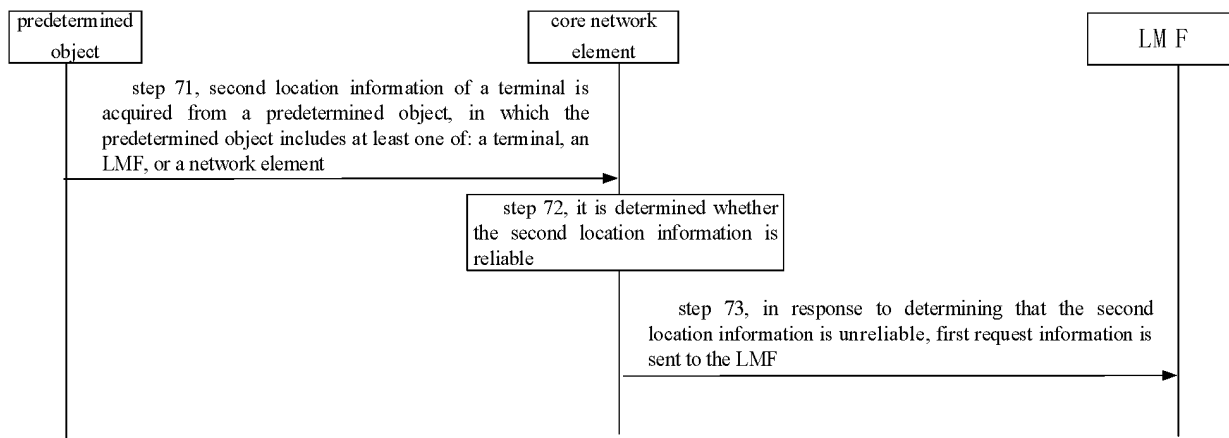 predetermined
object
core network
element
LMF
step 71, second location information of a terminal is
acquired from a predetermined object, in which the
predetermined object includes at least one of: a terminal, an
LMF, or a network element
step 72, it is determined whether
the second location information is
reliable
step 73, in response to determining that the second
location information is unreliable, first request information is
sent to the LMF